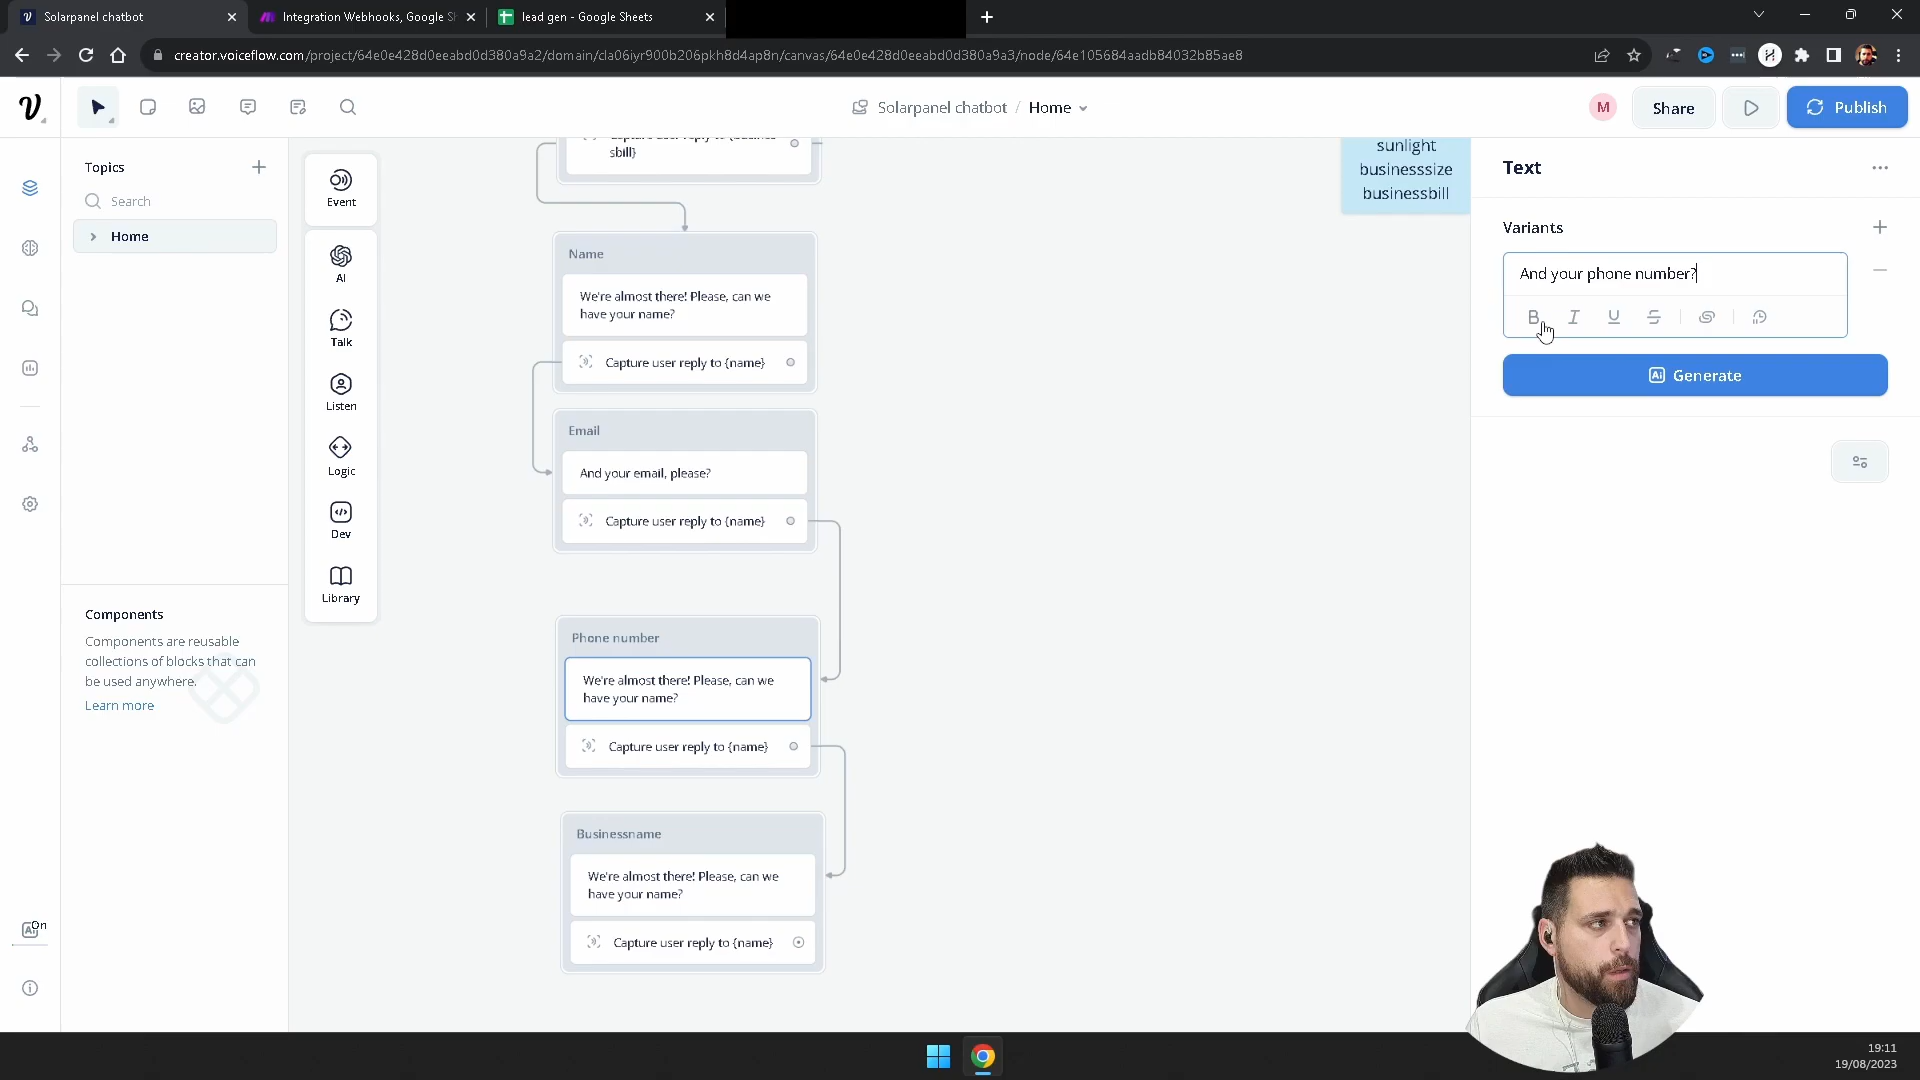 Solarpanel chatbot
Integration Webhooks, Google Sh
lead gen - Google Sheets
creator.voiceflow.com/project/64e0e428d0eeabd0d380a9a2/domain/cla06iyr900b206pkh8d4ap8n/canvas/64e0e428d0eeabd0d380a9a3/node/64e105684aadb84032b85ae8
Solarpanel chatbot / Home
M
Share
Publish
Topics
Search
Home
Components
Components are reusable
collections of blocks that can
be used anywhere.
Learn more
On
Event
AI
Talk
Listen
Logic
Dev
Library
sbill}
Name
We're almost there! Please, can we
have your name?
Capture user reply to {name}
Email
And your email, please?
Capture user reply to {name}
Phone number
We're almost there! Please, can we
have your name?
Capture user reply to {name}
Businessname
We're almost there! Please, can we
have your name?
Capture user reply to {name}
sunlight
businesssize
businessbill
Text
Variants
And your phone number?
B I U S
Ai Generate
19:11
19/08/2023